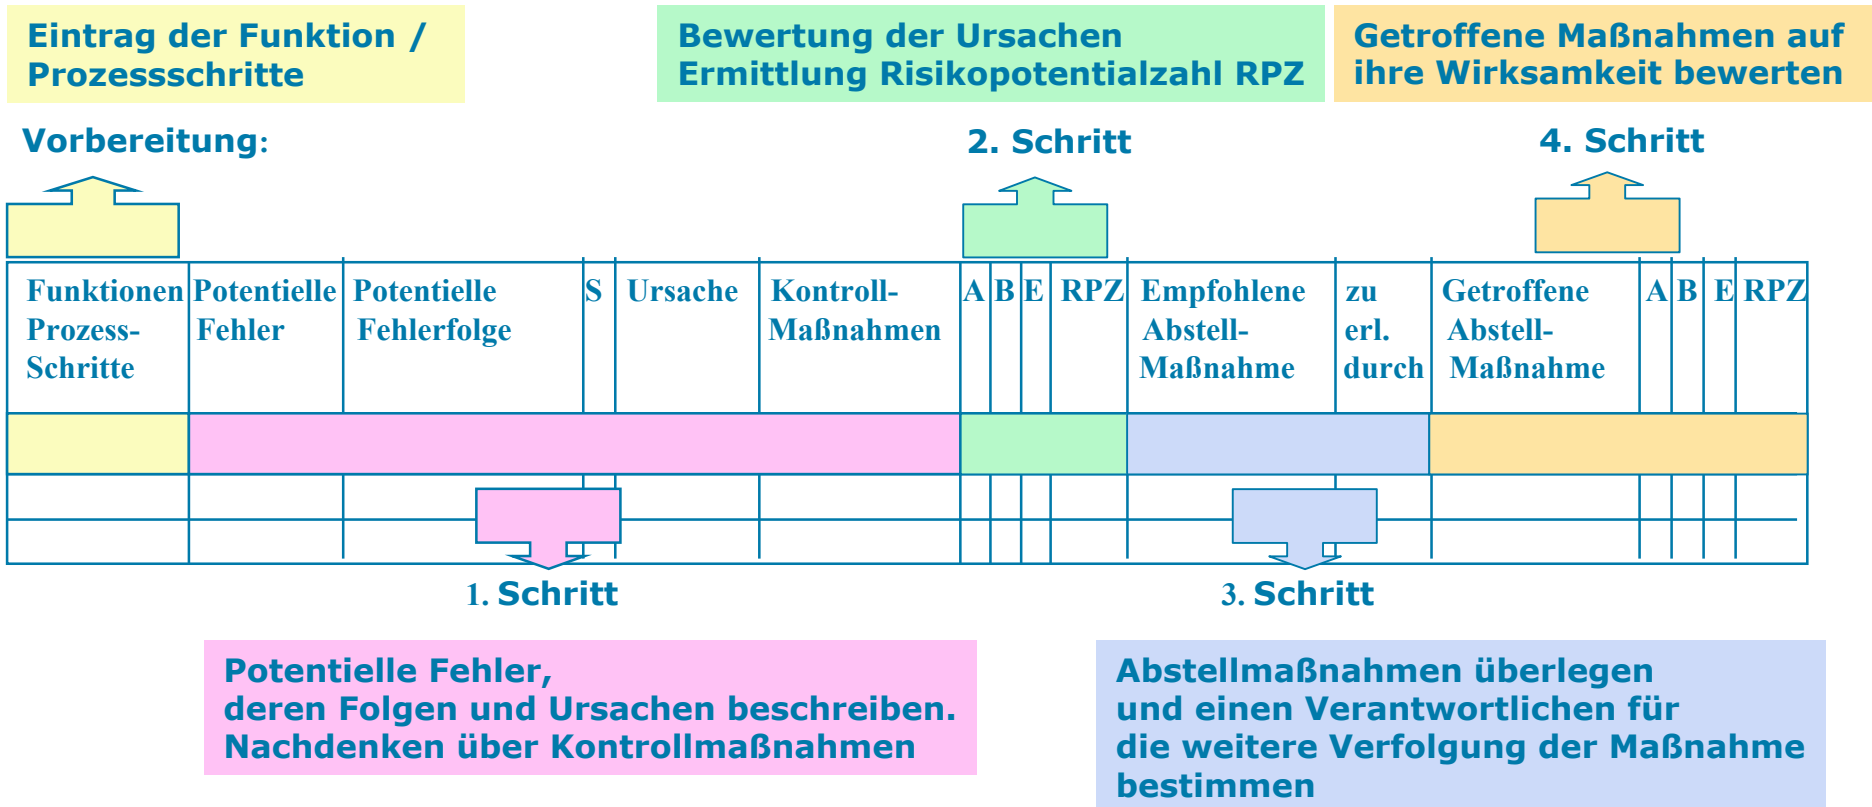 Eintrag der Funktion /
Prozessschritte
Bewertung der Ursachen
Ermittlung Risikopotentialzahl RPZ
Getroffene Maßnahmen auf
ihre Wirksamkeit bewerten
Vorbereitung:
2. Schritt
4. Schritt
Funktionen
Prozess-
Schritte
Potentielle
Fehler
Potentielle
Fehlerfolge
S
Ursache
Kontroll-
Maßnahmen
A
B
E
RPZ
Empfohlene
Abstell-
Maßnahme
zu
erl.
durch
Getroffene
Abstell-
Maßnahme
A
B
E
RPZ
1. Schritt
3. Schritt
Potentielle Fehler,
deren Folgen und Ursachen beschreiben.
Nachdenken über Kontrollmaßnahmen
Abstellmaßnahmen überlegen
und einen Verantwortlichen für
die weitere Verfolgung der Maßnahme
bestimmen